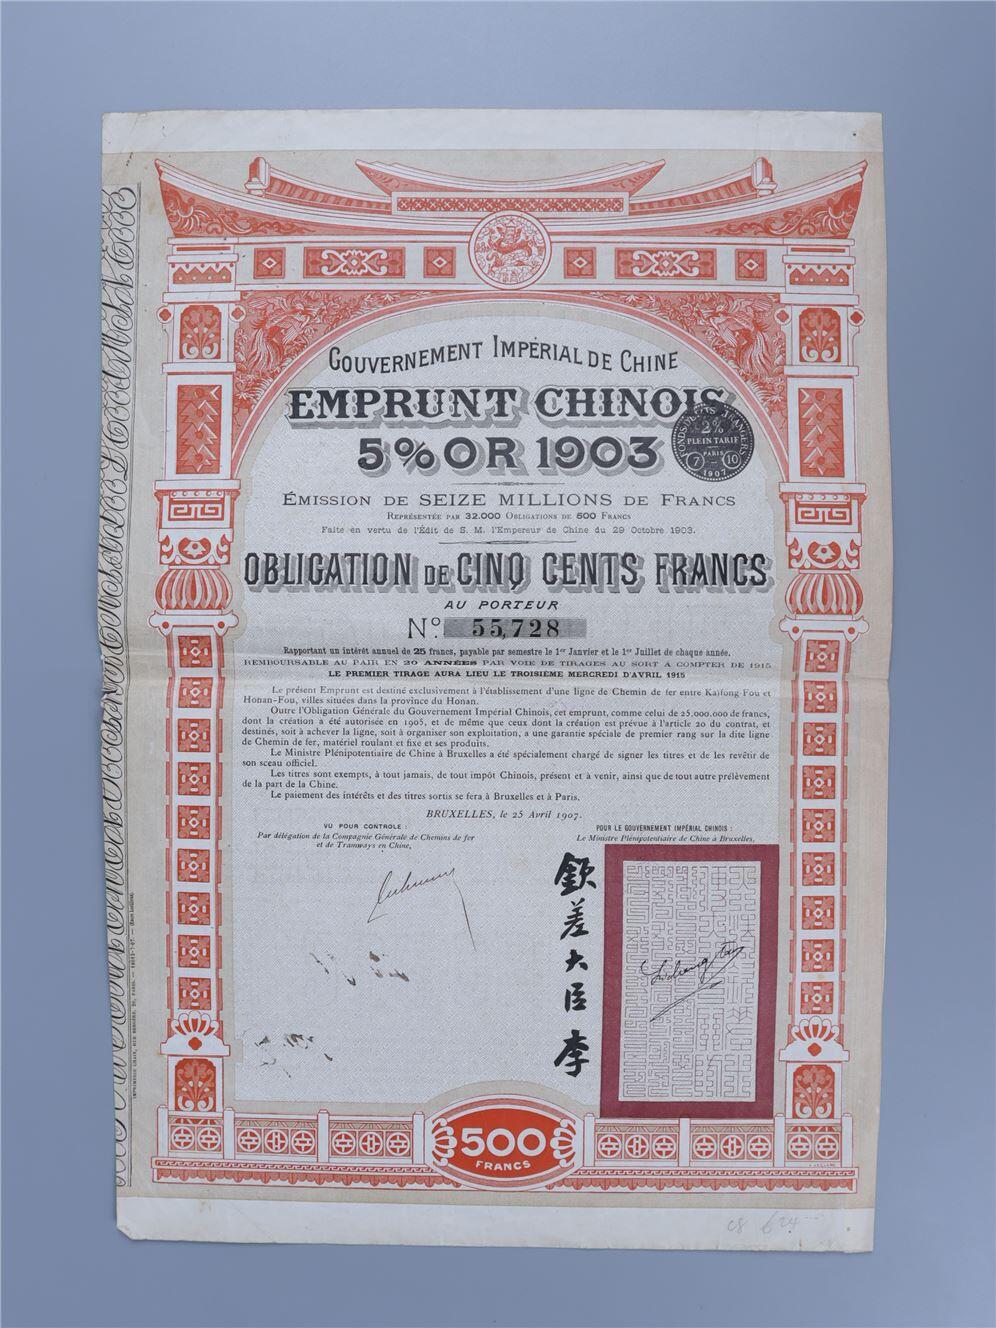 GOUVERNEMENT IMPÉRIAL DE CHINE
EMPRUNT CHINOIS
5% OR 1903
FONDS D'ETATS ETRANGERS
2%
PLEIN TARIF
PARIS
7 10
1907
ÉMISSION DE SEIZE MILLIONS DE FRANCS
REPRÉSENTÉE PAR 32.000 OBLIGATIONS DE 500 FRANCS
Faite en vertu de l'Édit de S. M. l'Empereur de Chine du 29 Octobre 1903.
OBLIGATION DE CINQ CENTS FRANCS
AU PORTEUR
No. 55,728
Rapportant un intérêt annuel de 25 francs, payable par semestre le 1er Janvier et le 1er Juillet de chaque année.
REMBOURSABLE AU PAIR EN 20 ANNÉES PAR VOIE DE TIRAGES AU SORT A COMPTER DE 1915
LE PREMIER TIRAGE AURA LIEU LE TROISIÈME MERCREDI D'AVRIL 1915
Le présent Emprunt est destiné exclusivement à l'établissement d'une ligne de Chemin de fer entre Kaïfong-Fou et
Honan-Fou, villes situées dans la province du Honan.
Outre l'Obligation Générale du Gouvernement Impérial Chinois, cet emprunt, comme celui de 25.000.000 de francs,
dont la création a été autorisée en 1905, et de même que ceux dont la création est prévue à l'article 20 du contrat, et
destinés, soit à achever la ligne, soit à organiser son exploitation, a une garantie spéciale de premier rang sur la dite ligne
de Chemin de fer, matériel roulant et fixe et ses produits.
Le Ministre Plénipotentiaire de Chine à Bruxelles a été spécialement chargé de signer les titres et de les revêtir de
son sceau officiel.
Les titres sont exempts, à tout jamais, de tout impôt Chinois, présent et à venir, ainsi que de tout autre prélèvement
de la part de la Chine.
Le paiement des intérêts et des titres sortis se fera à Bruxelles et à Paris.
BRUXELLES, le 25 Avril 1907.
VU POUR CONTROLE :
Par délégation de la Compagnie Générale de Chemins de fer
et de Tramways en Chine,
POUR LE GOUVERNEMENT IMPÉRIAL CHINOIS :
Le Ministre Plénipotentiaire de Chine à Bruxelles,
欽差大臣李
500
FRANCS